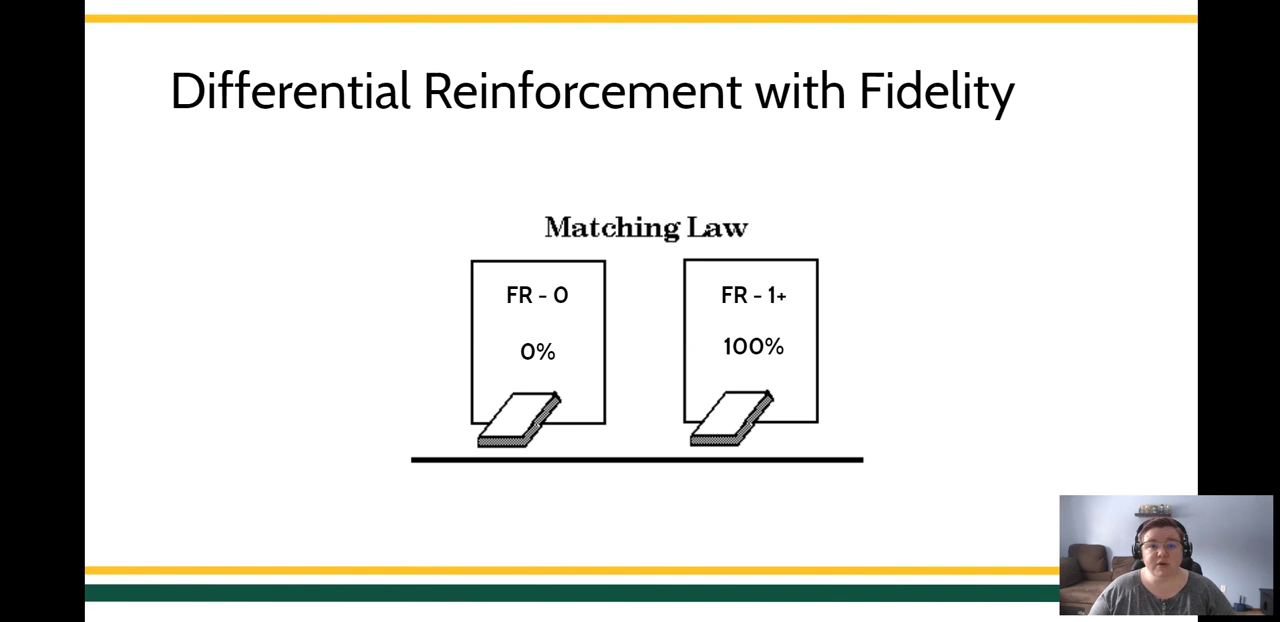 Differential Reinforcement with Fidelity
Matching Law
FR - 0
FR - 1+
0%
100%